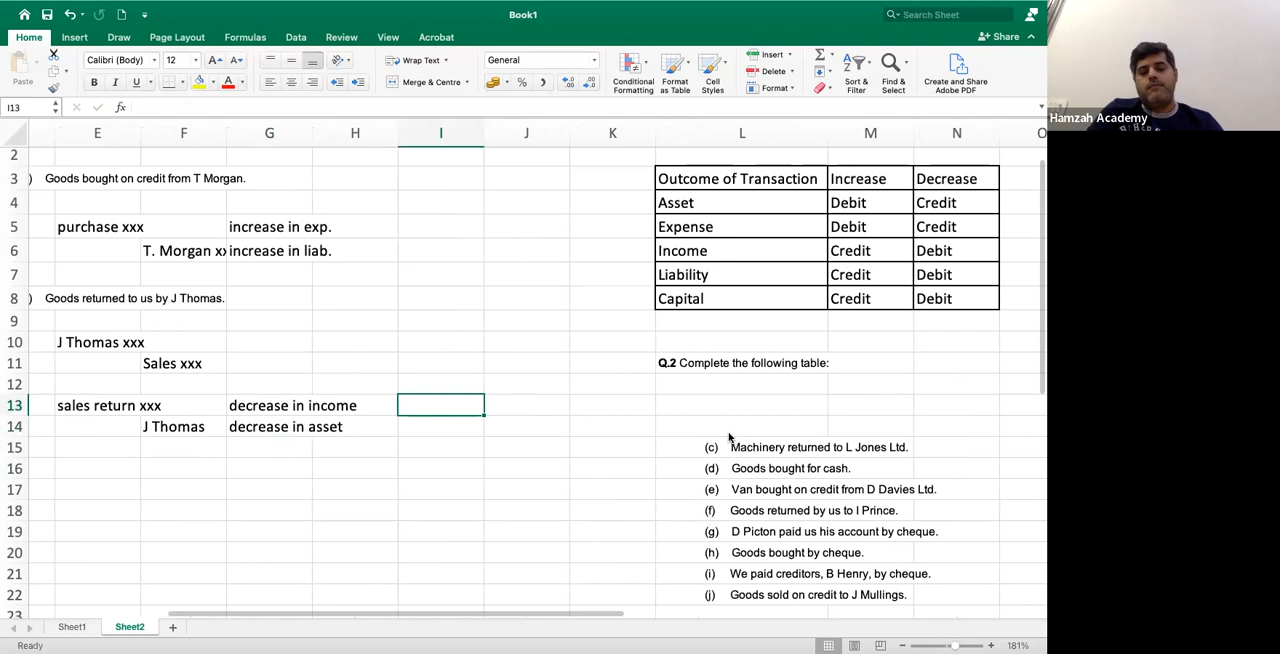 Book1
Search Sheet
Home Insert Draw Page Layout Formulas Data Review View Acrobat
Share
Paste
Calibri (Body) 12
Wrap Text
General
Merge & Centre
Conditional Formatting
Format as Table
Cell Styles
Insert
Delete
Format
Sort & Filter
Find & Select
Create and Share Adobe PDF
B I U
I13
fx
E F G H I J K L M N O
2
3 ) Goods bought on credit from T Morgan. Outcome of Transaction Increase Decrease
4 Asset Debit Credit
5 purchase xxx increase in exp. Expense Debit Credit
6 T. Morgan xx increase in liab. Income Credit Debit
7 Liability Credit Debit
8 ) Goods returned to us by J Thomas. Capital Credit Debit
9
10 J Thomas xxx
11 Sales xxx Q.2 Complete the following table:
12
13 sales return xxx decrease in income
14 J Thomas decrease in asset
15 (c) Machinery returned to L Jones Ltd.
16 (d) Goods bought for cash.
17 (e) Van bought on credit from D Davies Ltd.
18 (f) Goods returned by us to I Prince.
19 (g) D Picton paid us his account by cheque.
20 (h) Goods bought by cheque.
21 (i) We paid creditors, B Henry, by cheque.
22 (j) Goods sold on credit to J Mullings.
23
Sheet1 Sheet2 +
Ready
181%
Hamzah Academy